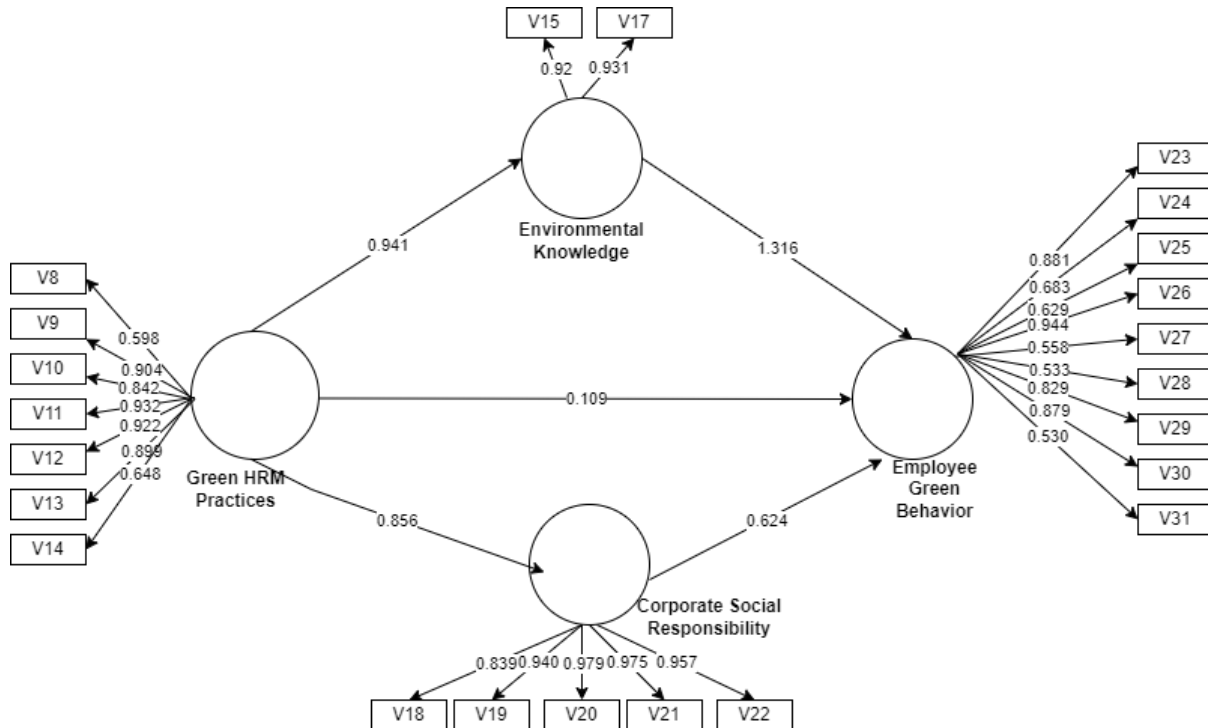 V15
V17
0.92
0.931
Environmental
Knowledge
0.941
1.316
V8
V9
V10
V11
V12
V13
V14
0.598
0.904
0.842
0.932
0.922
0.899
0.648
Green HRM
Practices
0.109
0.856
0.624
Employee
Green
Behavior
0.881
0.683
0.629
0.944
0.558
0.533
0.829
0.879
0.530
V23
V24
V25
V26
V27
V28
V29
V30
V31
Corporate Social
Responsibility
0.839
0.940
0.979
0.975
0.957
V18
V19
V20
V21
V22